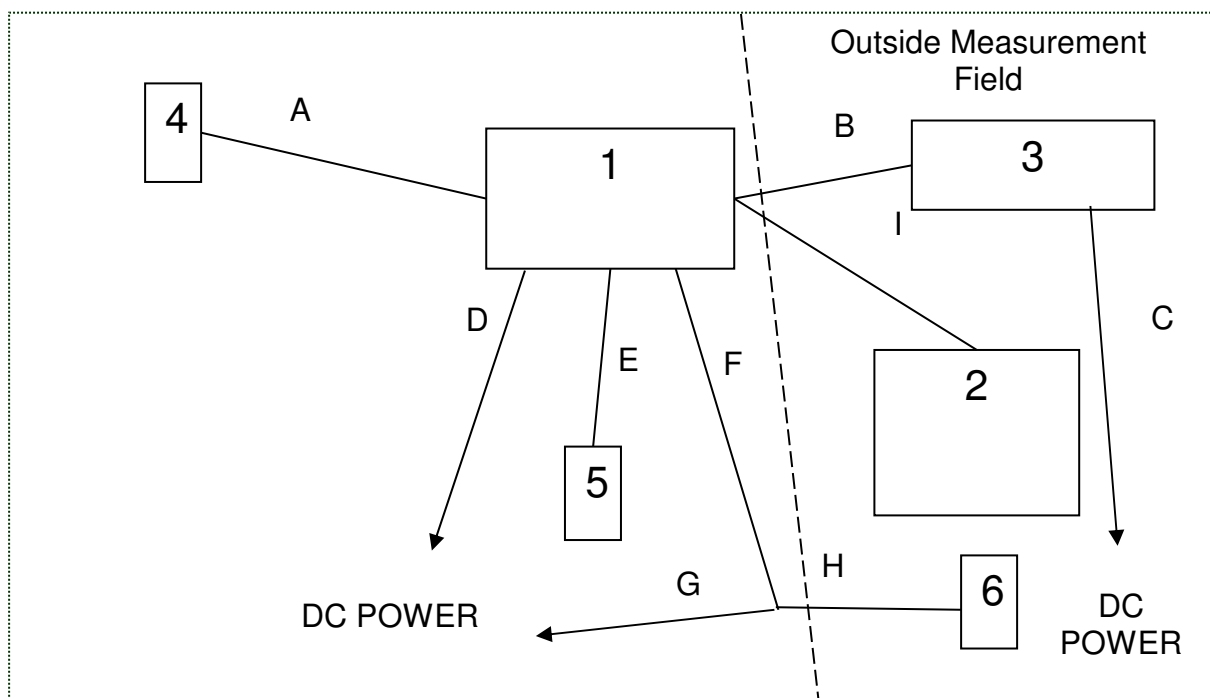 Outside Measurement
Field
4
A
B
1
3
I
D
C
E
F
2
5
H
G
6
DC POWER
DC
POWER